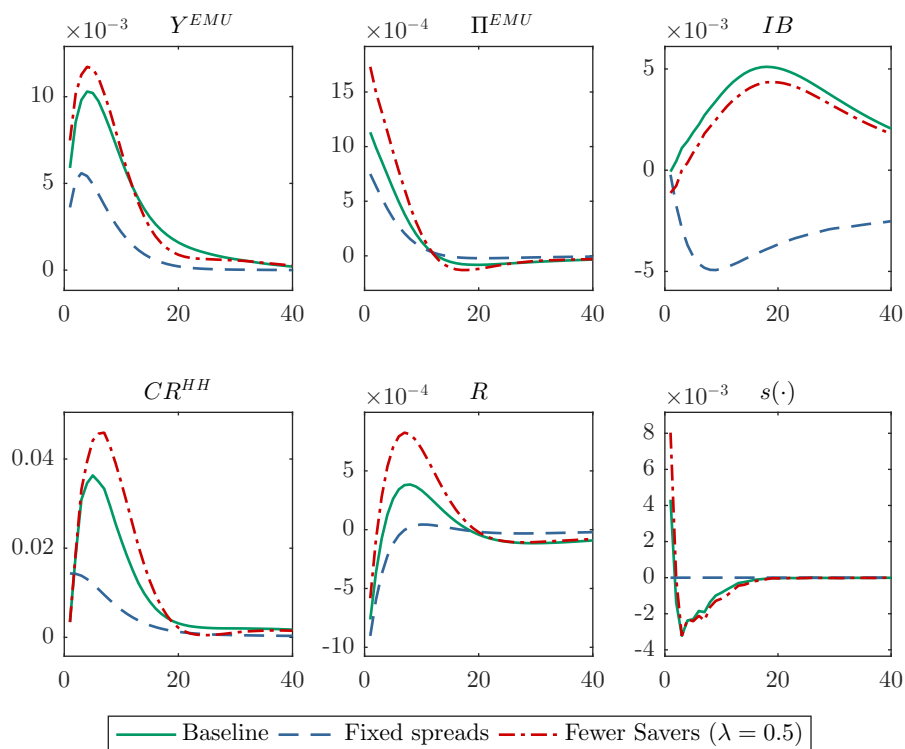 ×10⁻³ Y^{EMU}
10
5
0
0 20 40
×10⁻⁴ Π^{EMU}
15
10
5
0
0 20 40
IB
×10⁻³
5
0
-5
0 20 40
CR^{HH}
0.04
0.02
0
0 20 40
×10⁻⁴ R
5
0
-5
-10
0 20 40
×10⁻³ s(·)
8
6
4
2
0
-2
-4
0 20 40
Baseline Fixed spreads Fewer Savers (λ = 0.5)